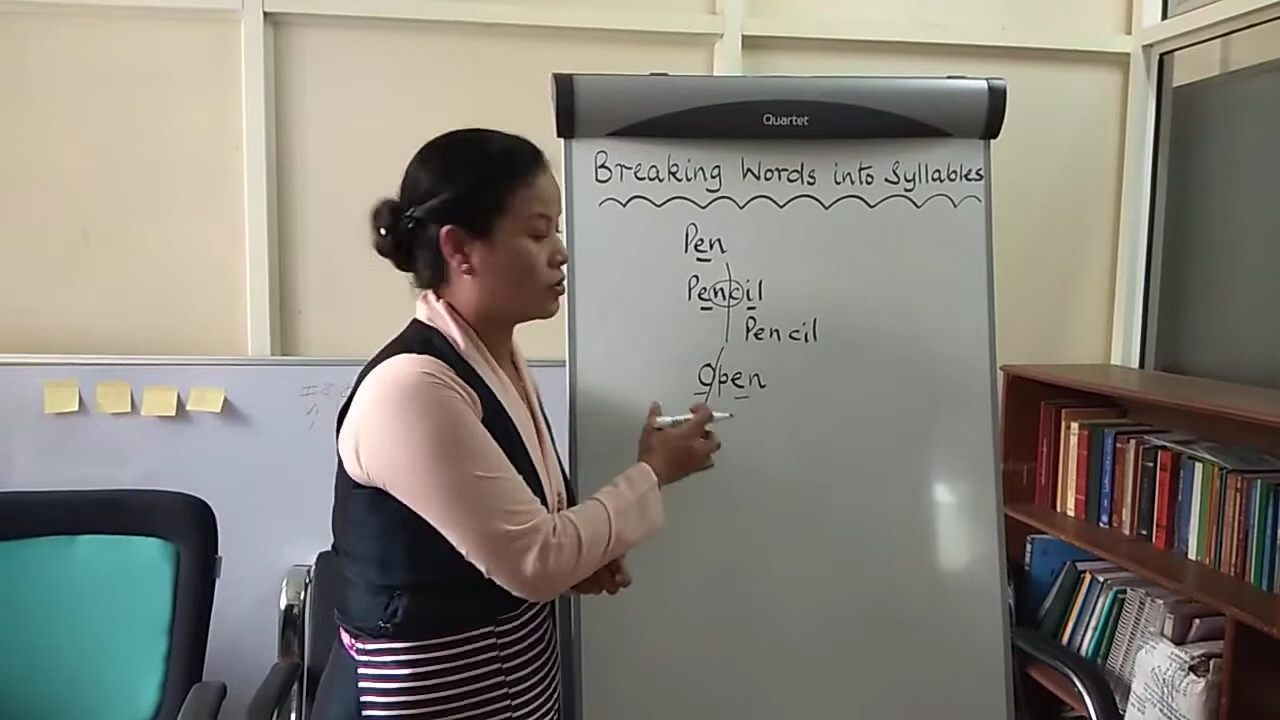 Quartet
Breaking Words into Syllables
Pen
Pencil
Pen cil
Open